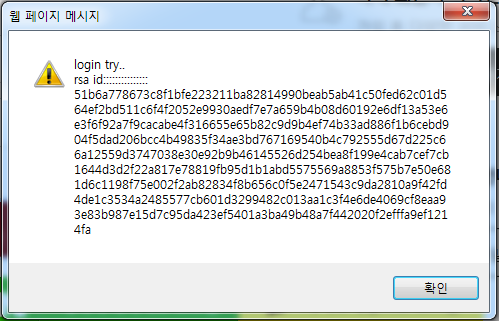 웹 페이지 메시지
login try..
rsa id:::::::::::::::
51b6a778673c8f1bfe223211ba82814990beab5ab41c50fed62c01d5
64ef2bd511c6f4f2052e9930aedf7e7a659b4b08d60192e6df13a53e6
e3f6f92a7f9cacabe4f316655e65b82c9d9b4ef74b33ad886f1b6cebd9
04f5dad206bcc4b49835f34ae3bd767169540b4c792555d67d225c6
6a12559d3747038e30e92b9b46145526d254bea8f199e4cab7cef7cb
1644d3d2f22a817e78819fb95d1b1abd5575569a8853f575b7e50e68
1d6c1198f75e002f2ab82834f8b656c0f5e2471543c9da2810a9f42fd
4de1c3534a2485577cb601d3299482c013aa1c3f4e6de4069cf8eaa9
3e83b987e15d7c95da423ef5401a3ba49b48a7f442020f2efffa9ef121
4fa
확인